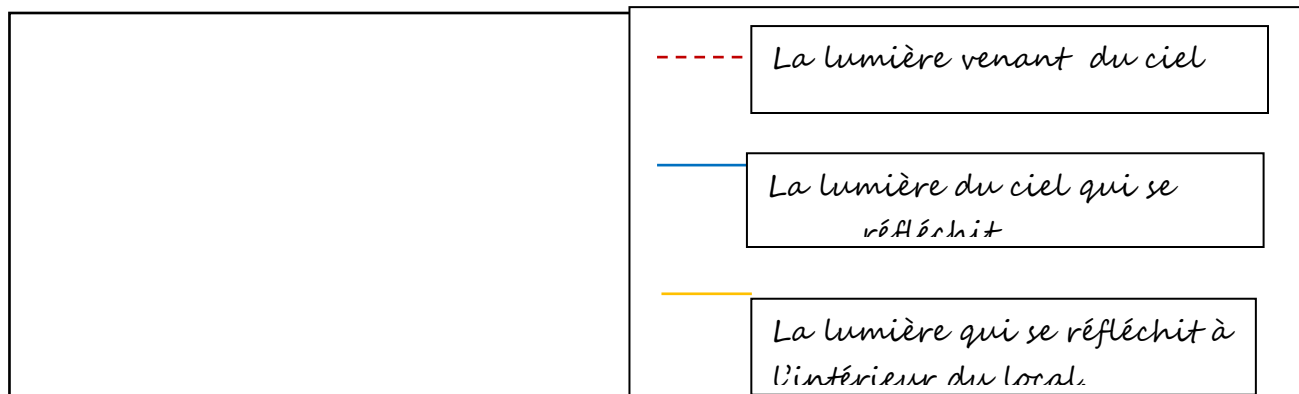 La lumière venant du ciel
La lumière du ciel qui se
réfléchit
La lumière qui se réfléchit à
l'intérieur du local.